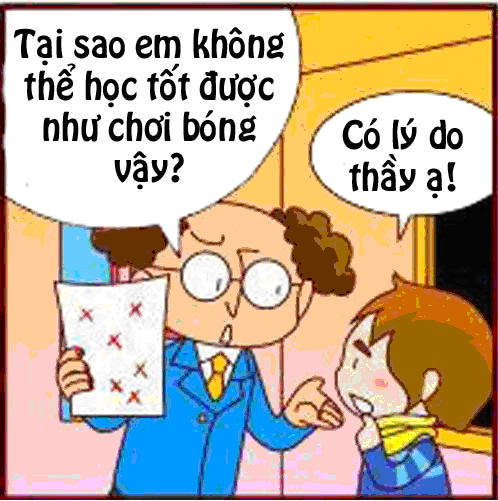 Tại sao em không
thể học tốt được
như chơi bóng
vậy?
Có lý do
thầy ạ!